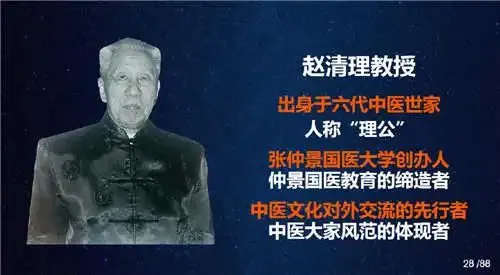 赵清理教授
出身于六代中医世家
人称“理公”
张仲景国医大学创办人
仲景国医教育的缔造者
中医文化对外交流的先行者
中医大家风范的体现者
28 /88